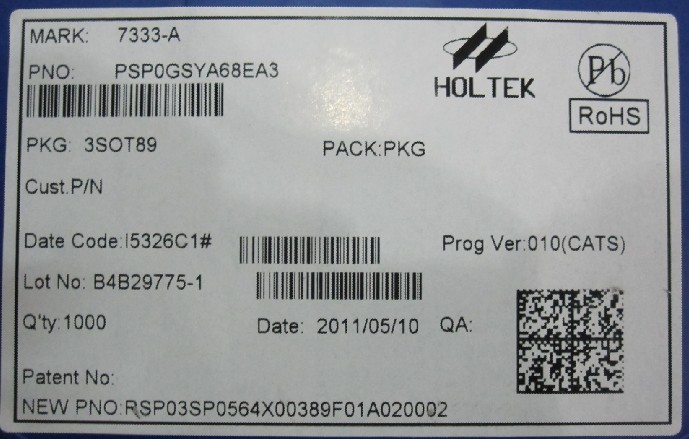 MARK: 7333-A
HOLTEK
Pb
RoHS
PNO: PSP0GSYA68EA3
PKG: 3SOT89 PACK:PKG
Cust.P/N
Date Code:I5326C1# Prog Ver:010(CATS)
Lot No: B4B29775-1
Q'ty:1000 Date: 2011/05/10 QA:
Patent No:
NEW PNO:RSP03SP0564X00389F01A020002